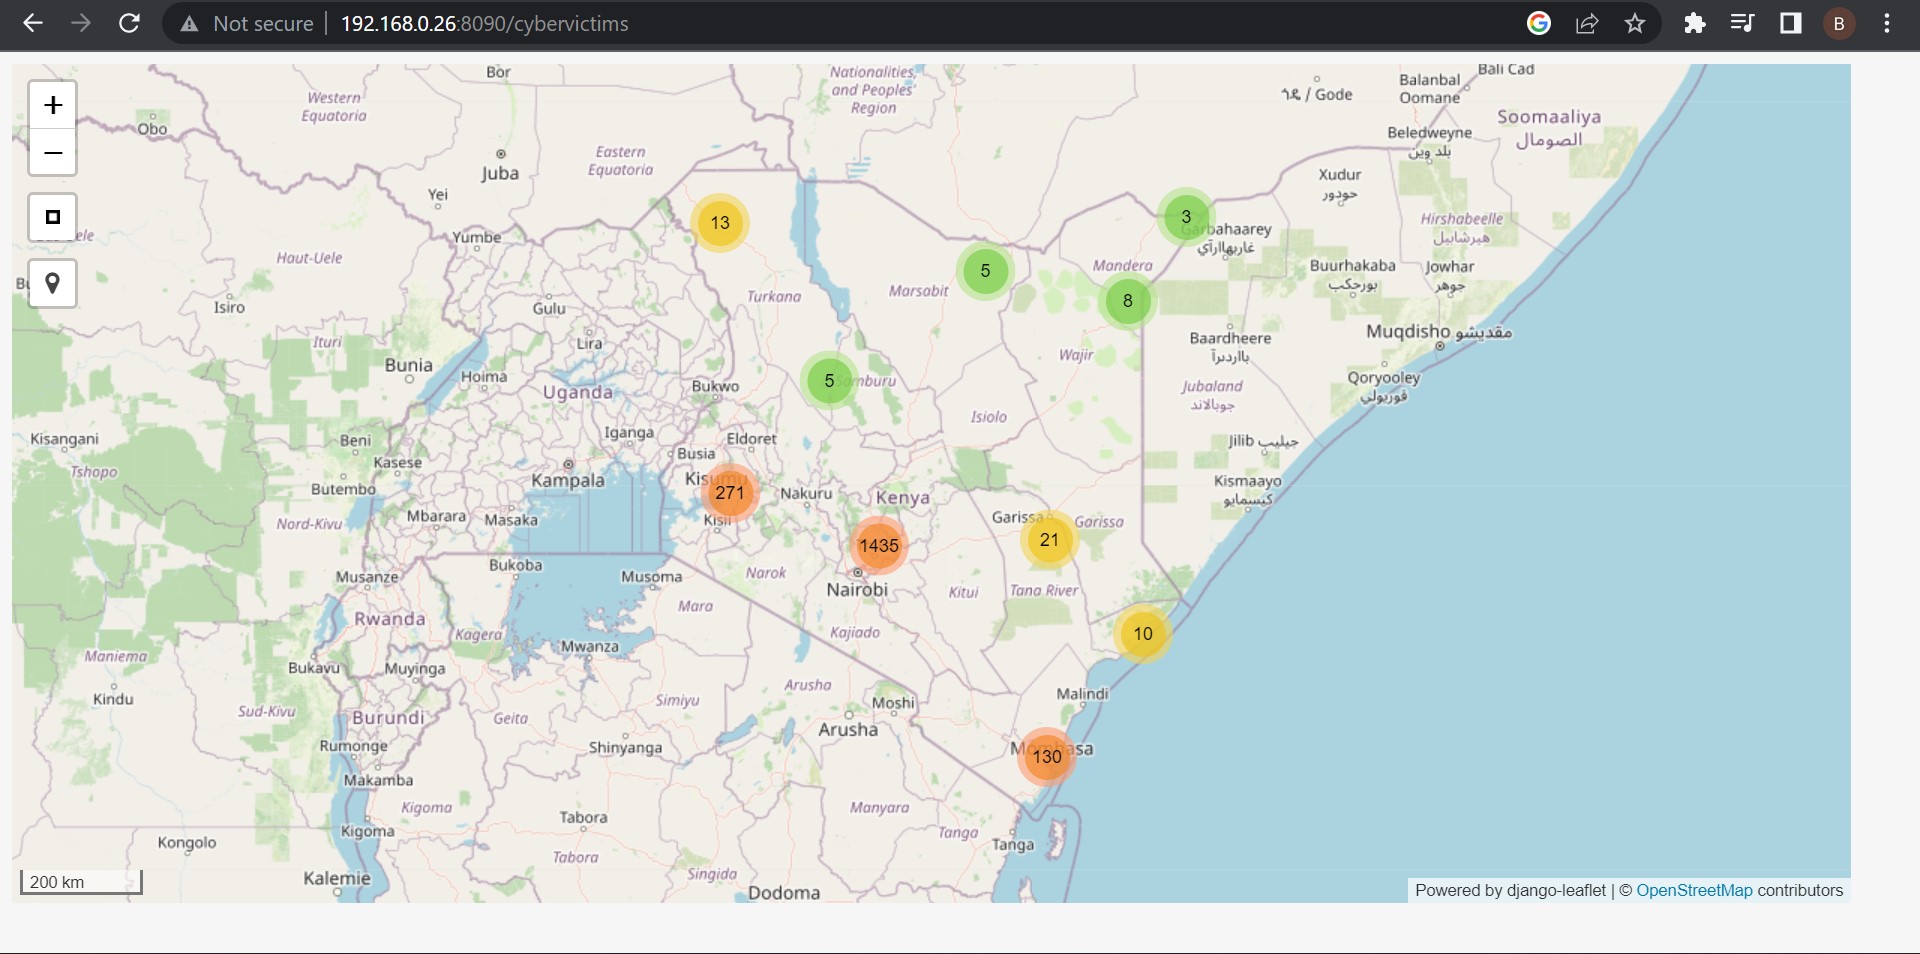 Not secure
192.168.0.26:8090/cybervictims
B
+
−
200 km
Bor
Nationalities,
and Peoples'
Region
ጎዴ / Gode
Balanbal
Oomane
Bali Cad
Western
Equatoria
Obo
Soomaaliya
الصومال
Beledweyne
بلد وين
Juba
Eastern
Equatoria
Xudur
حودور
Yei
13
3
Garbahaarey
غاربهاارآي
Hirshabeelle
هيرشابيل
Yumbe
Haut-Uele
5
Mandera
8
Buurhakaba
بورحكب
Jowhar
جوهر
Isiro
Turkana
Marsabit
Gulu
Ituri
Lira
Muqdisho مقديشو
Baardheere
بااردىرآ
Wajir
Bunia
Hoima
Uganda
Bukwo
5
Samburu
Jubaland
جوبالاند
Qoryooley
قوريولي
Isiolo
Kisangani
Tshopo
Beni
Kasese
Iganga
Eldoret
Busia
Jilib جيليب
Butembo
Kampala
Kisumu
271
Nakuru
Kenya
Kismaayo
كيسمايو
Nord-Kivu
Mbarara
Masaka
Kisii
Garissa
Garissa
21
1435
Bukoba
Musanze
Musoma
Narok
Nairobi
Kitui
Tana River
Rwanda
Kagera
Mara
Kajiado
10
Maniema
Mwanza
Bukavu
Muyinga
Kindu
Sud-Kivu
Burundi
Geita
Simiyu
Arusha
Moshi
Malindi
Rumonge
Shinyanga
Arusha
Mombasa
130
Makamba
Kigoma
Tabora
Manyara
Tanga
Kongolo
Kigoma
Tabora
Tanga
Kalemie
Singida
Dodoma
Powered by django-leaflet | © OpenStreetMap contributors